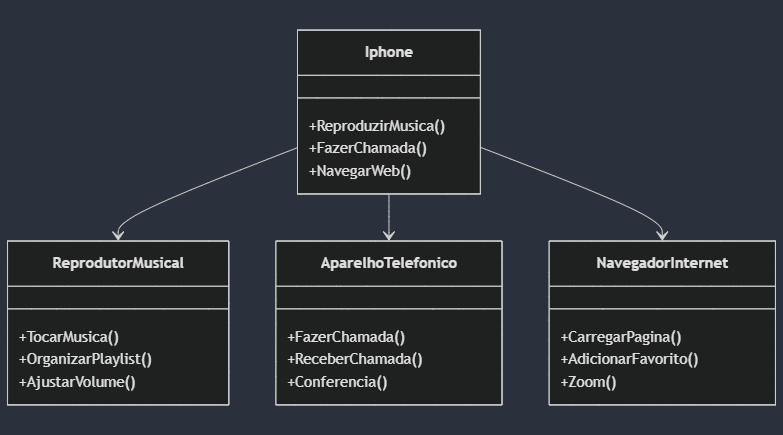 Iphone
+ReproduzirMusica()
+FazerChamada()
+NavegarWeb()
ReprodutorMusical
+TocarMusica()
+OrganizarPlaylist()
+AjustarVolume()
AparelhoTelefonico
+FazerChamada()
+ReceberChamada()
+Conferencia()
NavegadorInternet
+CarregarPagina()
+AdicionarFavorito()
+Zoom()